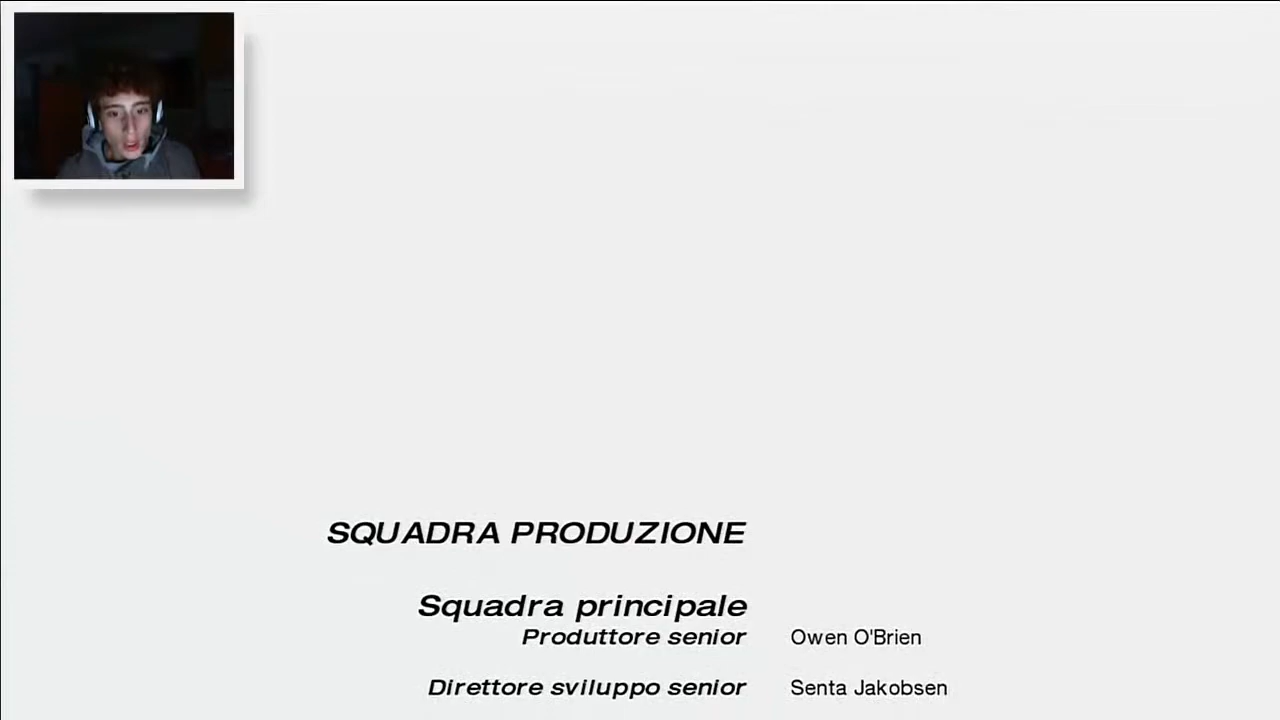 SQUADRA PRODUZIONE
Squadra principale
Produttore senior Owen O'Brien
Direttore sviluppo senior Senta Jakobsen